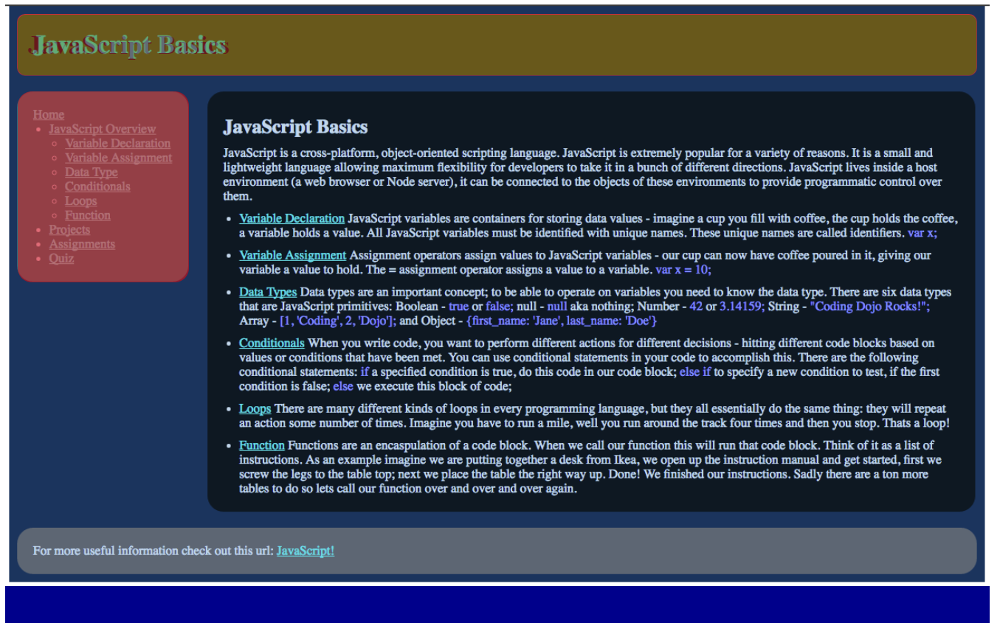 JavaScript Basics
Home
JavaScript Overview
Variable Declaration
Variable Assignment
Data Type
Conditionals
Loops
Function
Projects
Assignments
Quiz
JavaScript Basics
JavaScript is a cross-platform, object-oriented scripting language. JavaScript is extremely popular for a variety of reasons. It is a small and
lightweight language allowing maximum flexibility for developers to take it in a bunch of different directions. JavaScript lives inside a host
environment (a web browser or Node server), it can be connected to the objects of these environments to provide programmatic control over
them.
Variable Declaration JavaScript variables are containers for storing data values - imagine a cup you fill with coffee, the cup holds the coffee,
a variable holds a value. All JavaScript variables must be identified with unique names. These unique names are called identifiers. var x;
Variable Assignment Assignment operators assign values to JavaScript variables - our cup can now have coffee poured in it, giving our
variable a value to hold. The = assignment operator assigns a value to a variable. var x = 10;
Data Types Data types are an important concept; to be able to operate on variables you need to know the data type. There are six data types
that are JavaScript primitives: Boolean - true or false; null - null aka nothing; Number - 42 or 3.14159; String - "Coding Dojo Rocks!";
Array - [1, 'Coding', 2, 'Dojo']; and Object - {first_name: 'Jane', last_name: 'Doe'}
Conditionals When you write code, you want to perform different actions for different decisions - hitting different code blocks based on
values or conditions that have been met. You can use conditional statements in your code to accomplish this. There are the following
conditional statements: if a specified condition is true, do this code in our code block; else if to specify a new condition to test, if the first
condition is false; else we execute this block of code;
Loops There are many different kinds of loops in every programming language, but they all essentially do the same thing: they will repeat
an action some number of times. Imagine you have to run a mile, well you run around the track four times and then you stop. Thats a loop!
Function Functions are an encaspulation of a code block. When we call our function this will run that code block. Think of it as a list of
instructions. As an example imagine we are putting together a desk from Ikea, we open up the instruction manual and get started, first we
screw the legs to the table top; next we place the table the right way up. Done! We finished our instructions. Sadly there are a ton more
tables to do so lets call our function over and over and over again.
For more useful information check out this url: JavaScript!